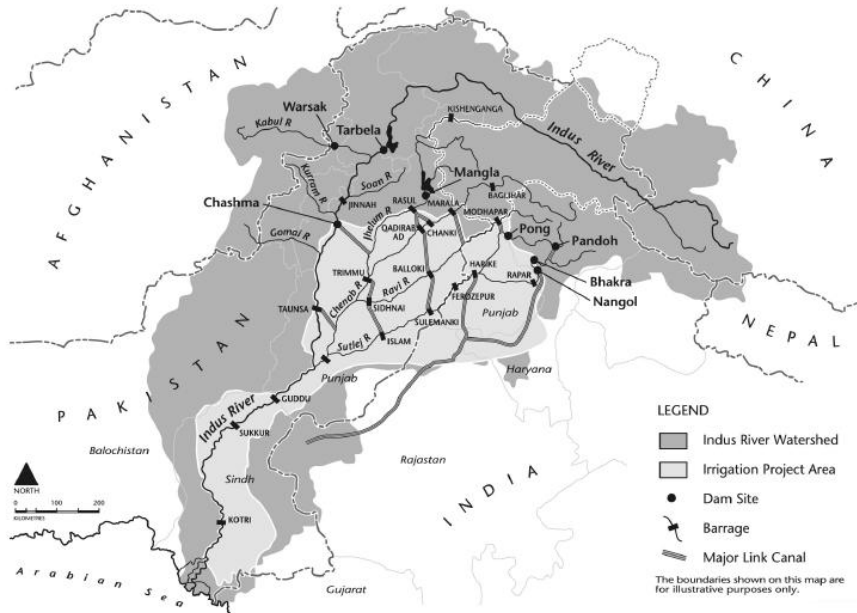 AFGHANISTAN
CHINA
KISHENGANGA
Warsak
Kabul R
Tarbela
Indus River
Kurram R
Soan R
Mangla
BAGLIHAR
Chashma
JINNAH
RASUL
MARALA
MODHAPAR
Jhelum R
Gomal R
QADIRAB
AD
CHANKI
Pong
Pandoh
TRIMMU
BALLOKI
HARIKE
RAPAR
Bhakra
Nangol
Chenab R
Ravi R
TAUNSA
SIDHNAI
FEROZEPUR
Punjab
SULEMANKI
ISLAM
Sutlej R
NEPAL
PAKISTAN
Punjab
Haryana
GUDDU
Indus River
SUKKUR
Balochistan
Rajastan
Sindh
INDIA
KOTRI
NORTH
0 100 200
KILOMETRES
Arabian Sea
Gujarat
LEGEND
Indus River Watershed
Irrigation Project Area
Dam Site
Barrage
Major Link Canal
The boundaries shown on this map are
for illustrative purposes only.